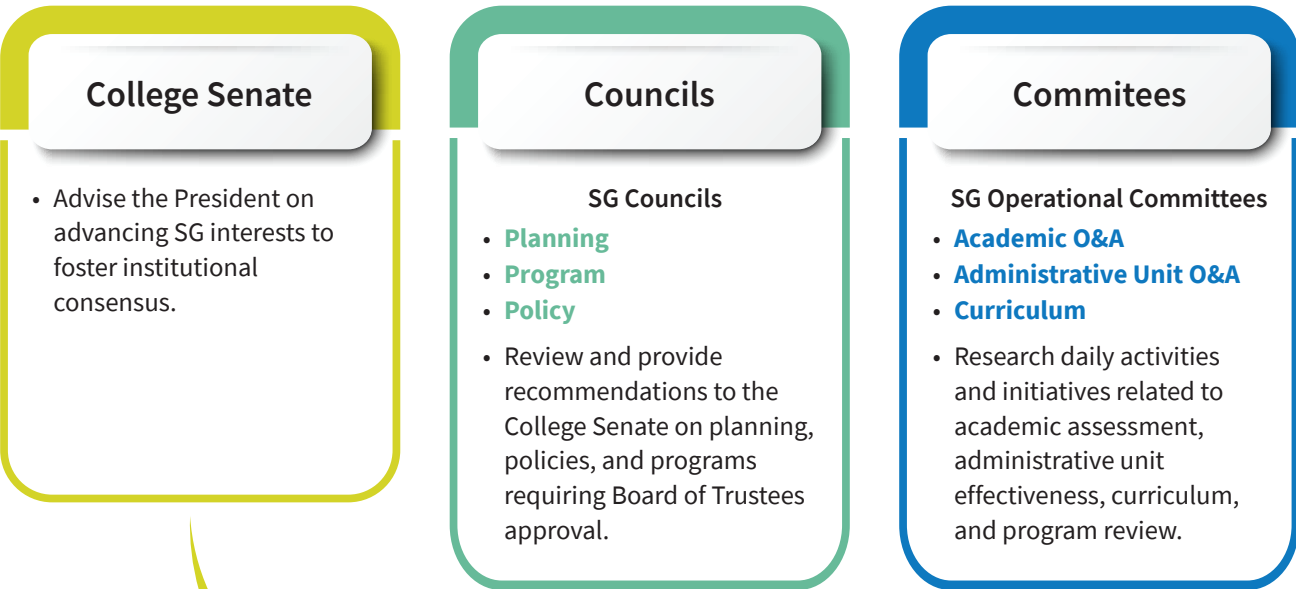 College Senate
• Advise the President on
advancing SG interests to
foster institutional
consensus.
Councils
SG Councils
• Planning
• Program
• Policy
• Review and provide
recommendations to the
College Senate on planning,
policies, and programs
requiring Board of Trustees
approval.
Commitees
SG Operational Committees
• Academic O&A
• Administrative Unit O&A
• Curriculum
• Research daily activities
and initiatives related to
academic assessment,
administrative unit
effectiveness, curriculum,
and program review.